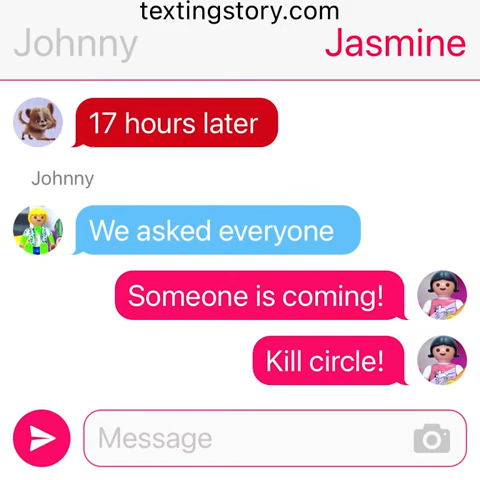 textingstory.com
Johnny Jasmine
17 hours later
Johnny
We asked everyone
Someone is coming!
Kill circle!
Message